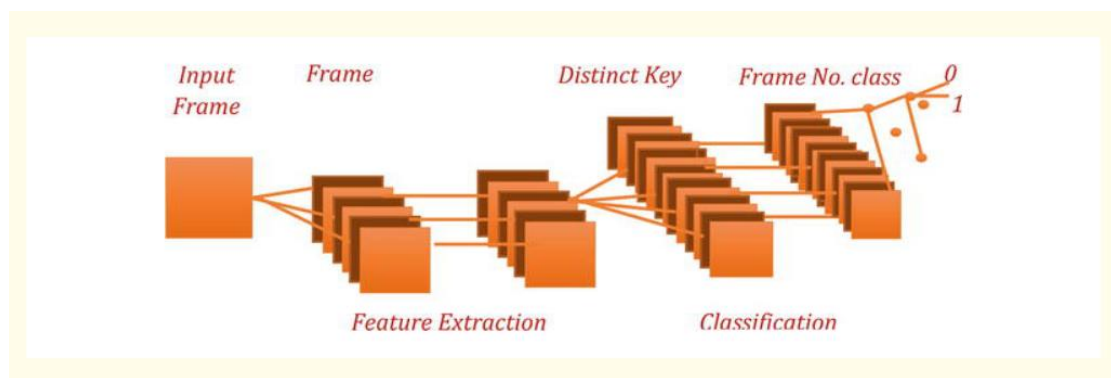 Input
Frame
Frame
Distinct Key
Frame No. class
0
1
Feature Extraction
Classification